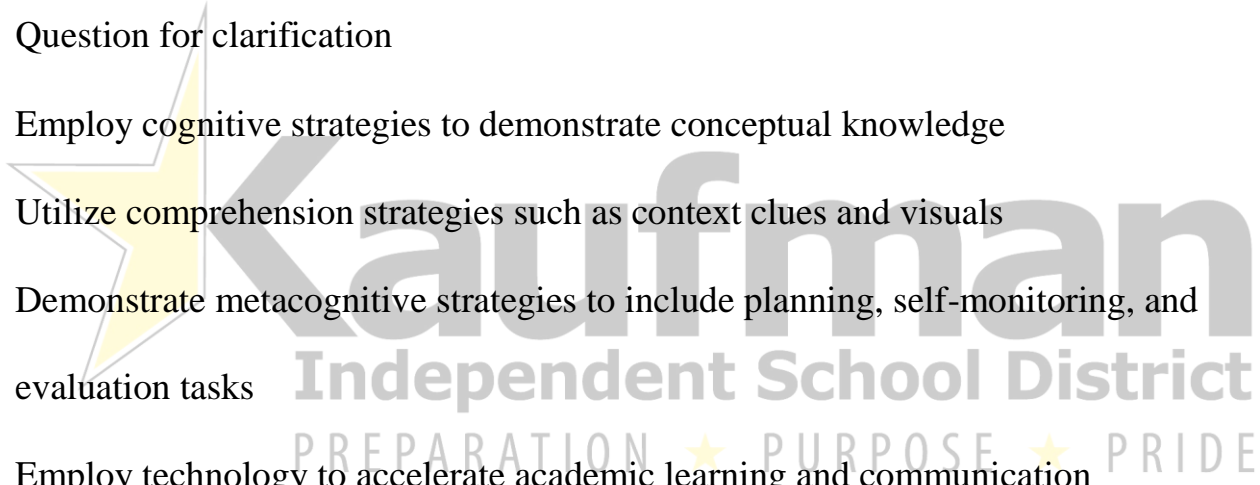 Question for clarification
Employ cognitive strategies to demonstrate conceptual knowledge
Kaufman
Utilize comprehension strategies such as context clues and visuals
Demonstrate metacognitive strategies to include planning, self-monitoring, and
evaluation tasks
Independent School District
PREPARATION ★ PURPOSE ★ PRIDE
Employ technology to accelerate academic learning and communication